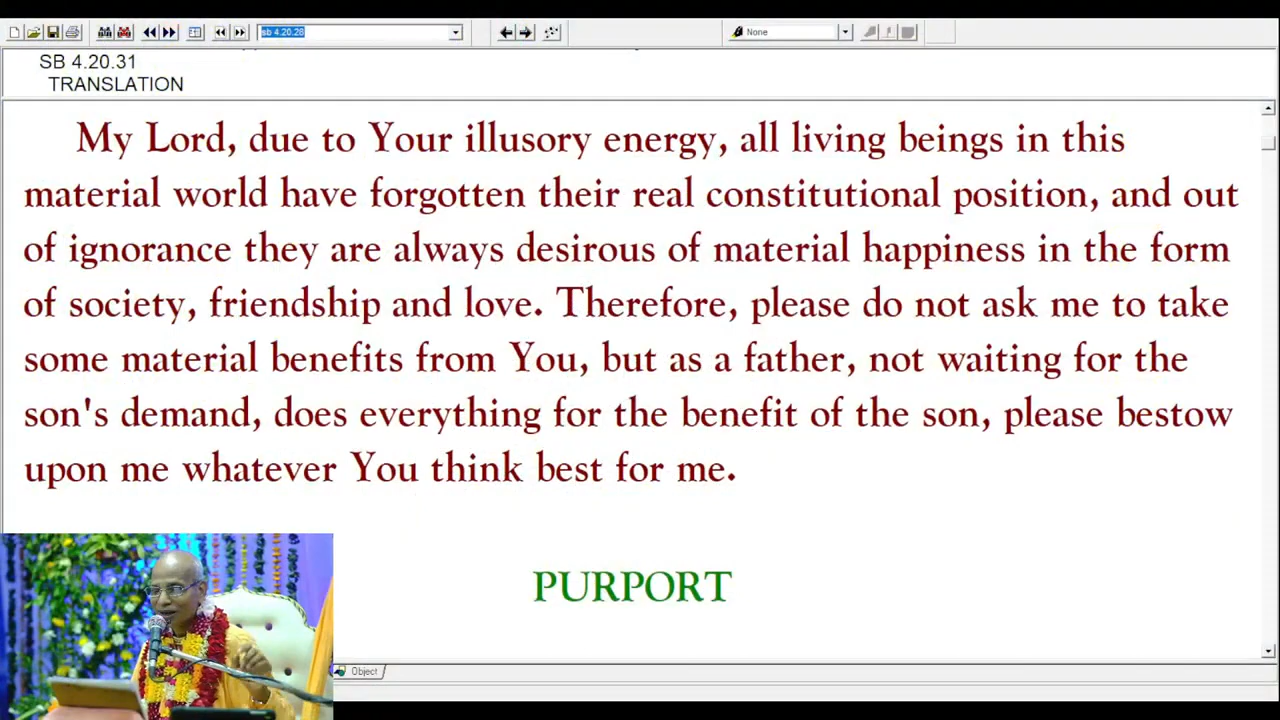 sb 4.20.28
None
SB 4.20.31
TRANSLATION
My Lord, due to Your illusory energy, all living beings in this
material world have forgotten their real constitutional position, and out
of ignorance they are always desirous of material happiness in the form
of society, friendship and love. Therefore, please do not ask me to take
some material benefits from You, but as a father, not waiting for the
son's demand, does everything for the benefit of the son, please bestow
upon me whatever You think best for me.
PURPORT
Object